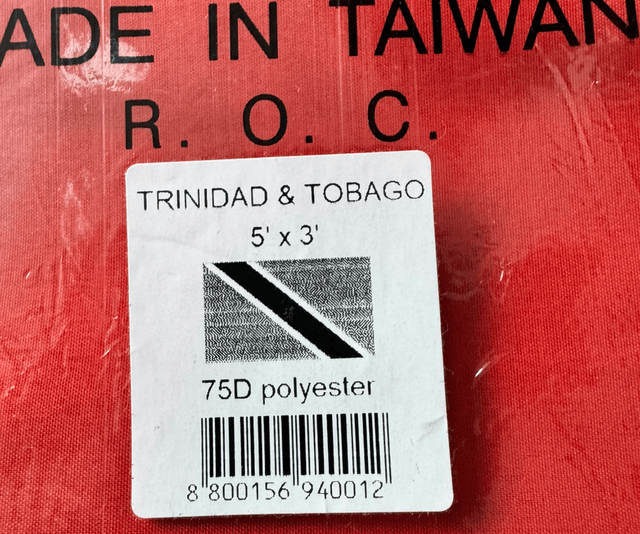 ADE IN TAIWAN
R. O. C.
TRINIDAD & TOBAGO
5' x 3'
75D polyester
8 800156 940012